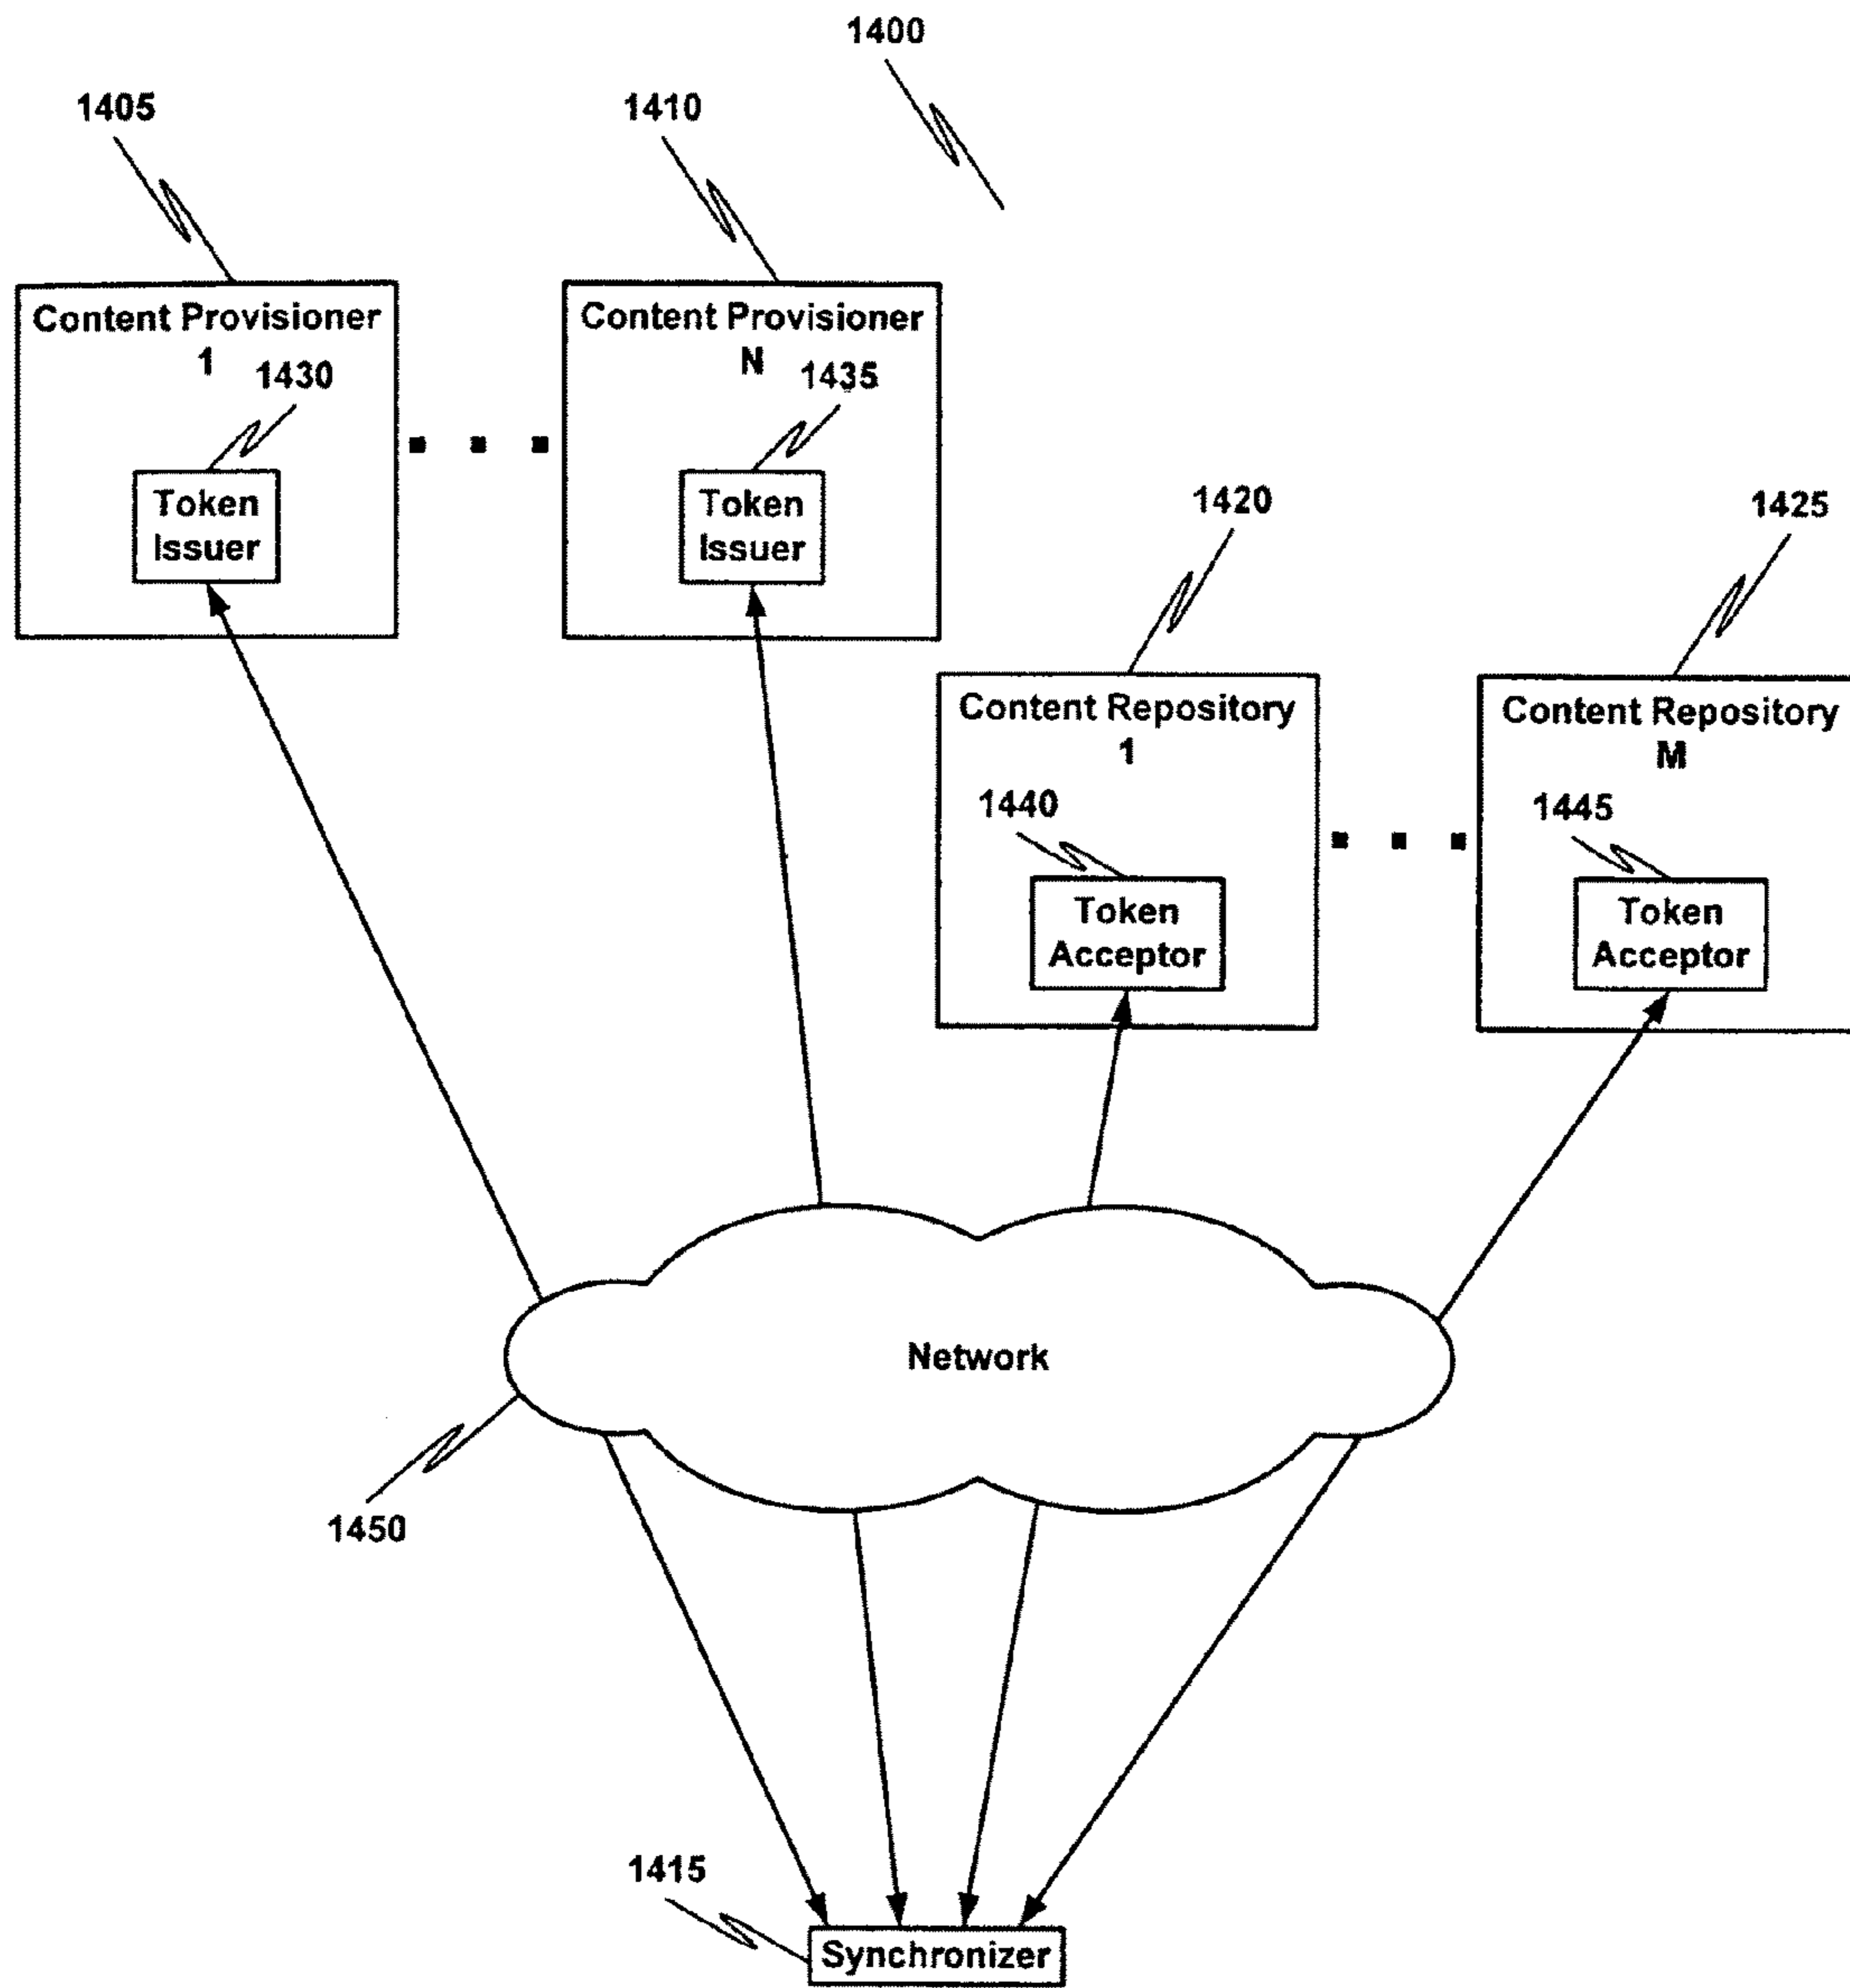 1400
1405
1410
Content Provisioner
1
1430
Token
Issuer
Content Provisioner
N
1435
Token
Issuer
1420
1425
Content Repository
1
1440
Token
Acceptor
Content Repository
M
1445
Token
Acceptor
Network
1450
1415
Synchronizer